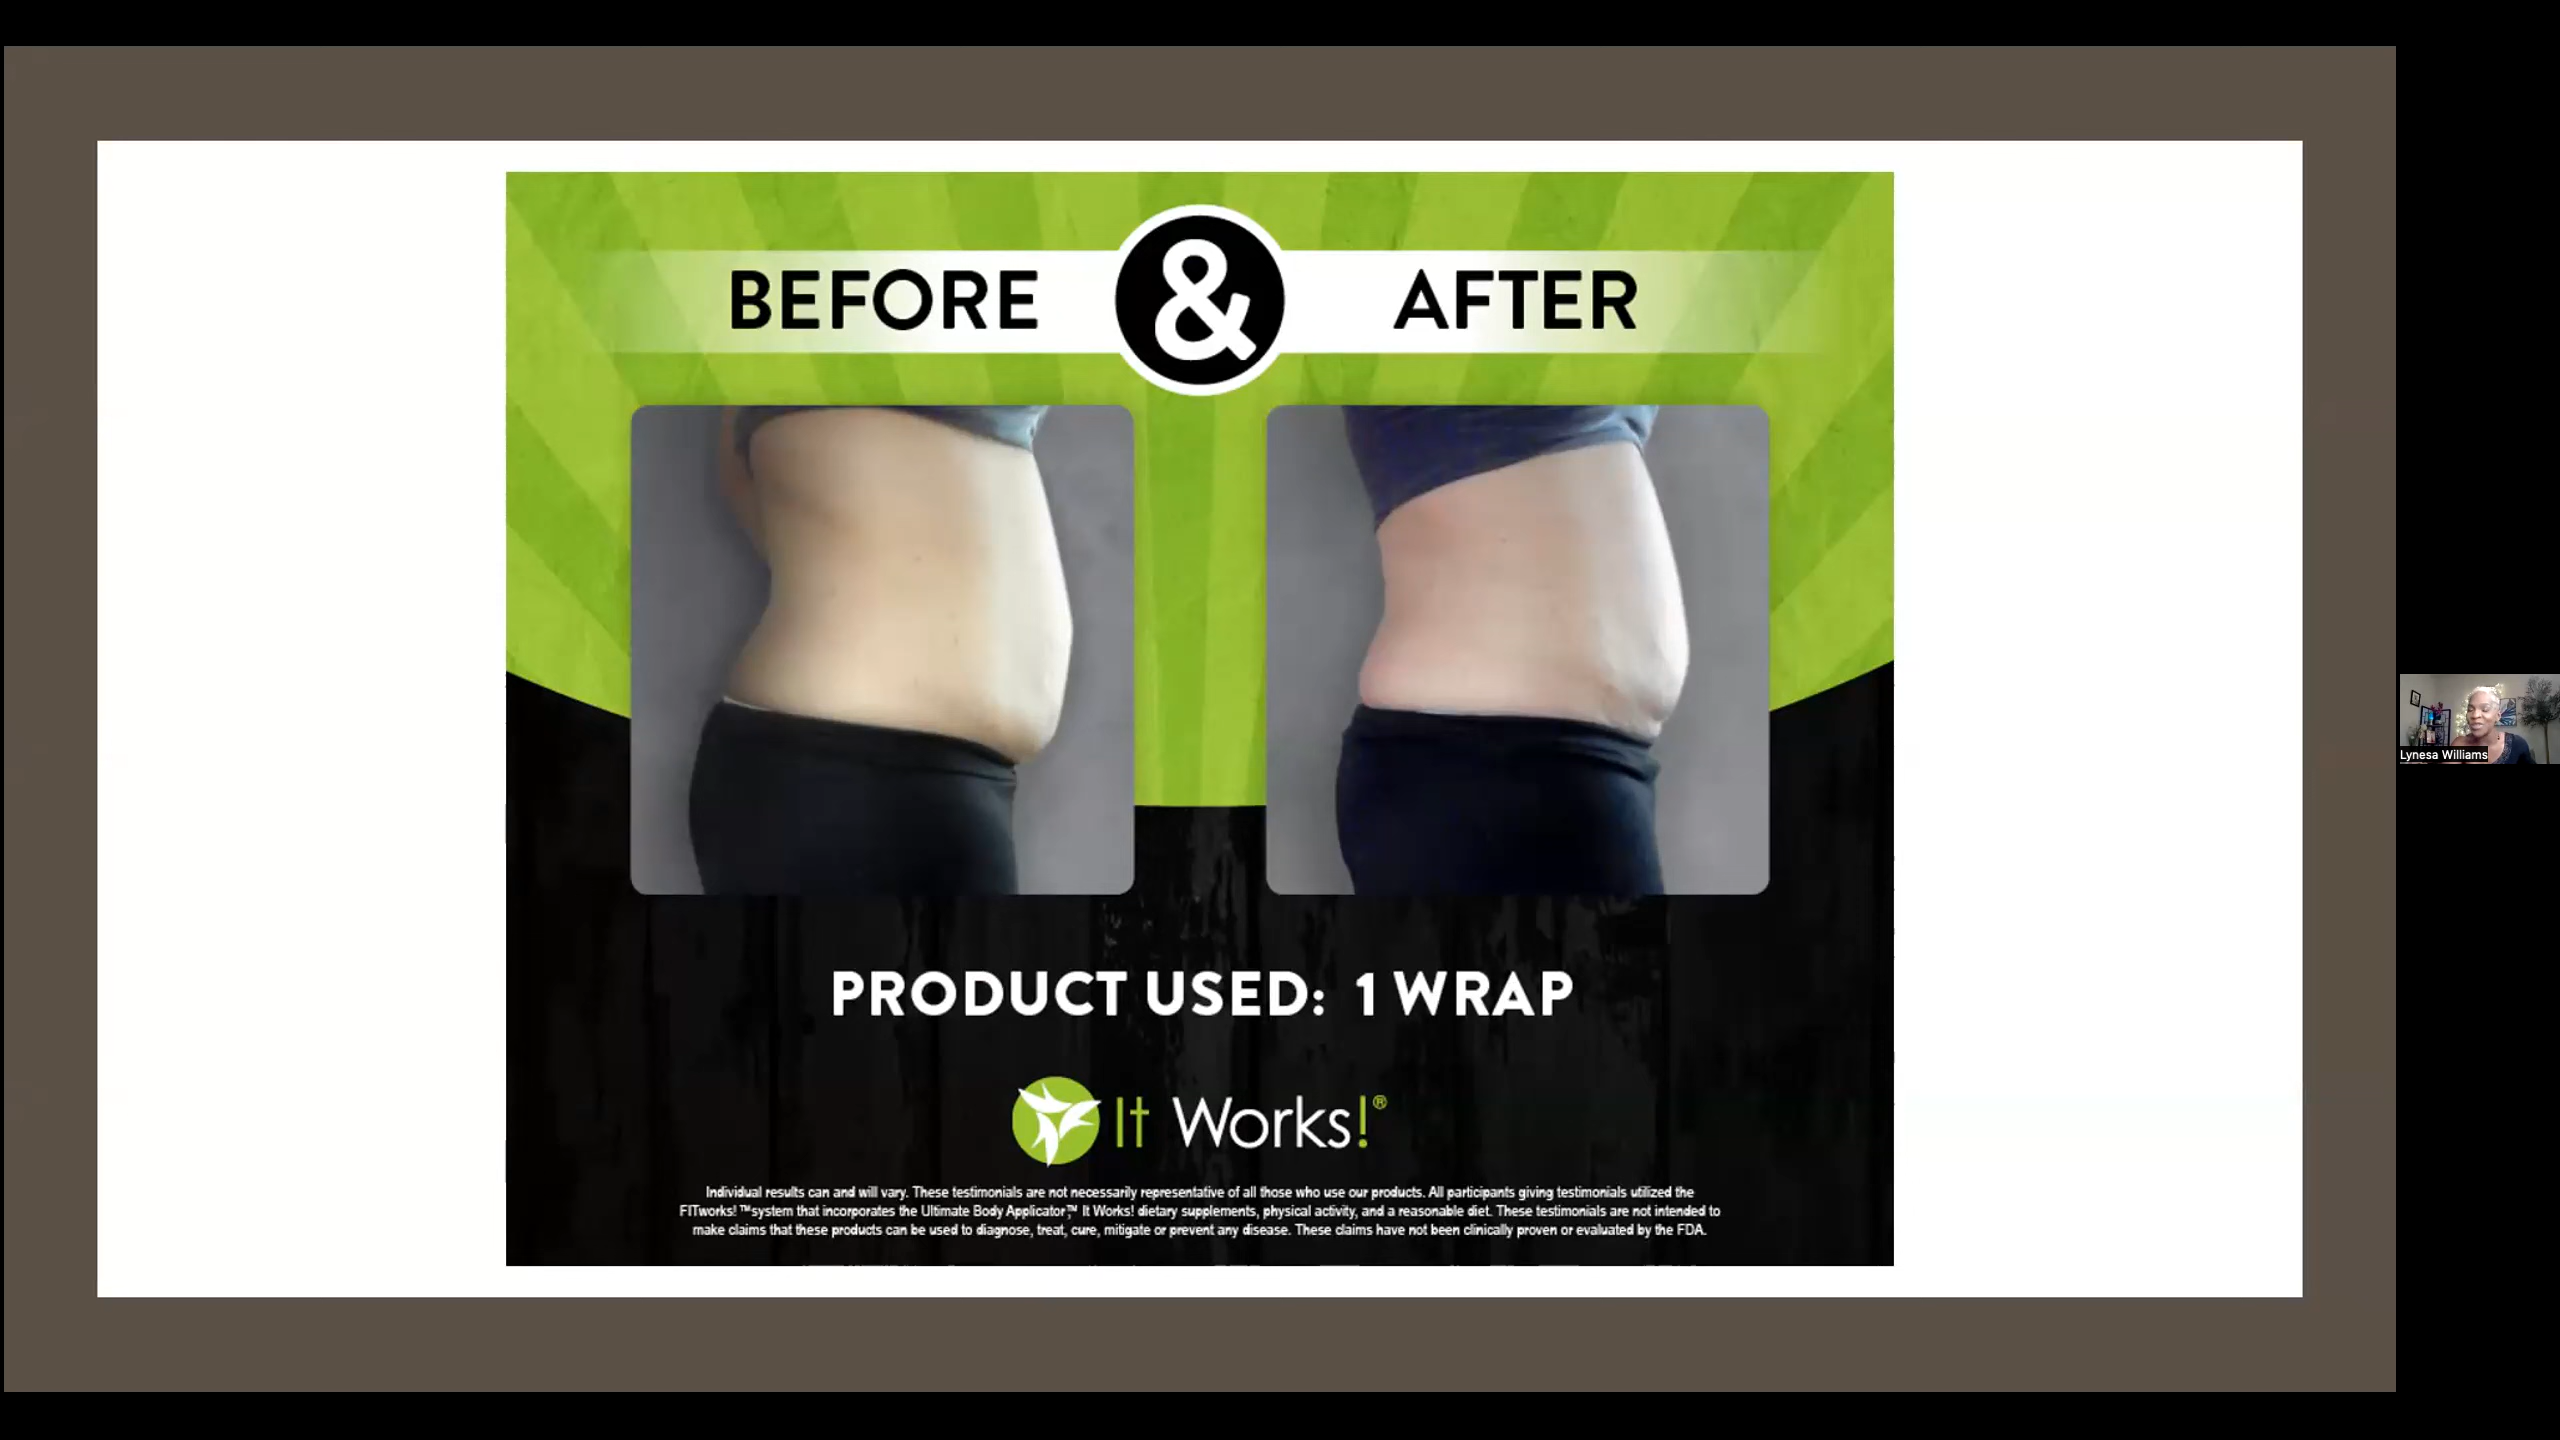 BEFORE & AFTER
PRODUCT USED: 1 WRAP
It Works!®
Individual results can and will vary. These testimonials are not necessarily representative of all those who use our products. All participants giving testimonials utilized the
FITworks!™ system that incorporates the Ultimate Body Applicator,™ It Works! dietary supplements, physical activity, and a reasonable diet. These testimonials are not intended to
make claims that these products can be used to diagnose, treat, cure, mitigate or prevent any disease. These claims have not been clinically proven or evaluated by the FDA.
Lynesa Williams